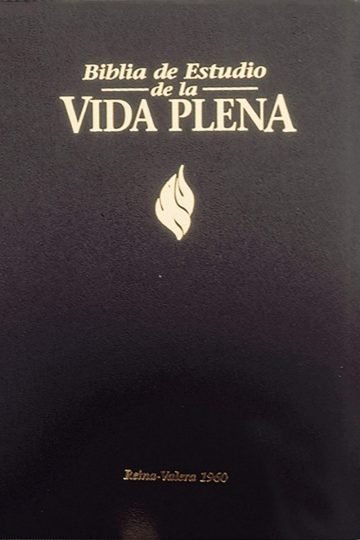 Biblia de Estudio
de la
VIDA PLENA
Reina-Valera 1960